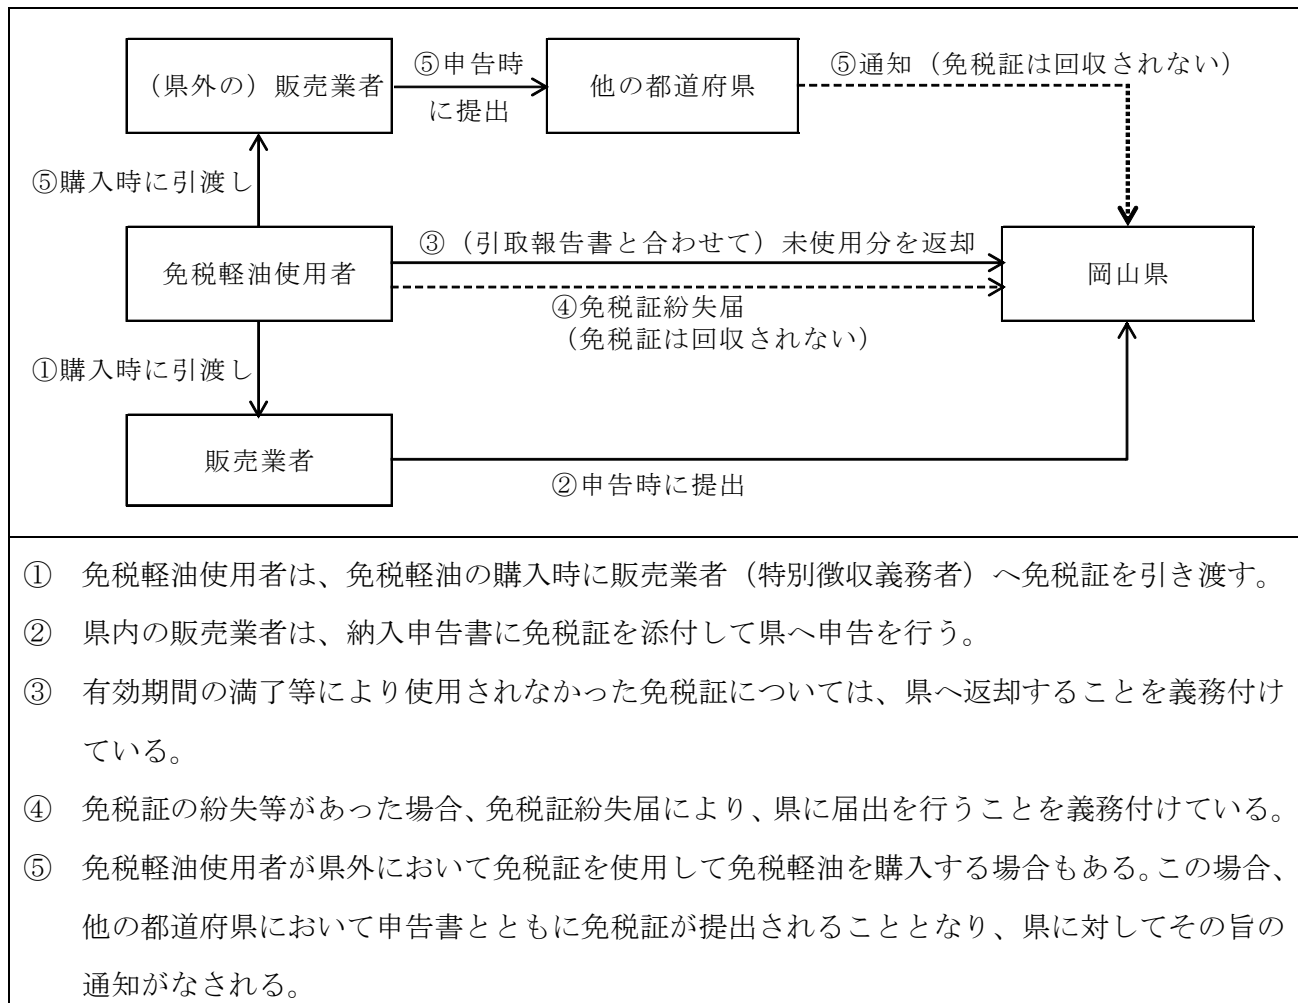 （県外の）販売業者
⑤申告時
に提出
他の都道府県
⑤通知（免税証は回収されない）
⑤購入時に引渡し
③（引取報告書と合わせて）未使用分を返却
免税軽油使用者
岡山県
④免税証紛失届
（免税証は回収されない）
①購入時に引渡し
販売業者
②申告時に提出
①　免税軽油使用者は、免税軽油の購入時に販売業者（特別徴収義務者）へ免税証を引き渡す。
②　県内の販売業者は、納入申告書に免税証を添付して県へ申告を行う。
③　有効期間の満了等により使用されなかった免税証については、県へ返却することを義務付け
ている。
④　免税証の紛失等があった場合、免税証紛失届により、県に届出を行うことを義務付けている。
⑤　免税軽油使用者が県外において免税証を使用して免税軽油を購入する場合もある。この場合、
他の都道府県において申告書とともに免税証が提出されることとなり、県に対してその旨の
通知がなされる。